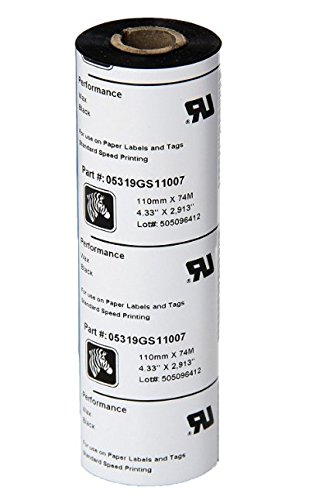 Performance
Wax
Black
For use on Paper Labels and Tags
Standard Speed Printing
Part #: 05319GS11007
110mm X 74M
4.33" X 2,913"
Lot#: 505096412
Performance
Wax
Black
For use on Paper Labels and Tags
Standard Speed Printing
Part #: 05319GS11007
110mm X 74M
4.33" X 2,913"
Lot#: 505096412
Performance
Wax
Black
For use on Paper Labels and Tags
Standard Speed Printing